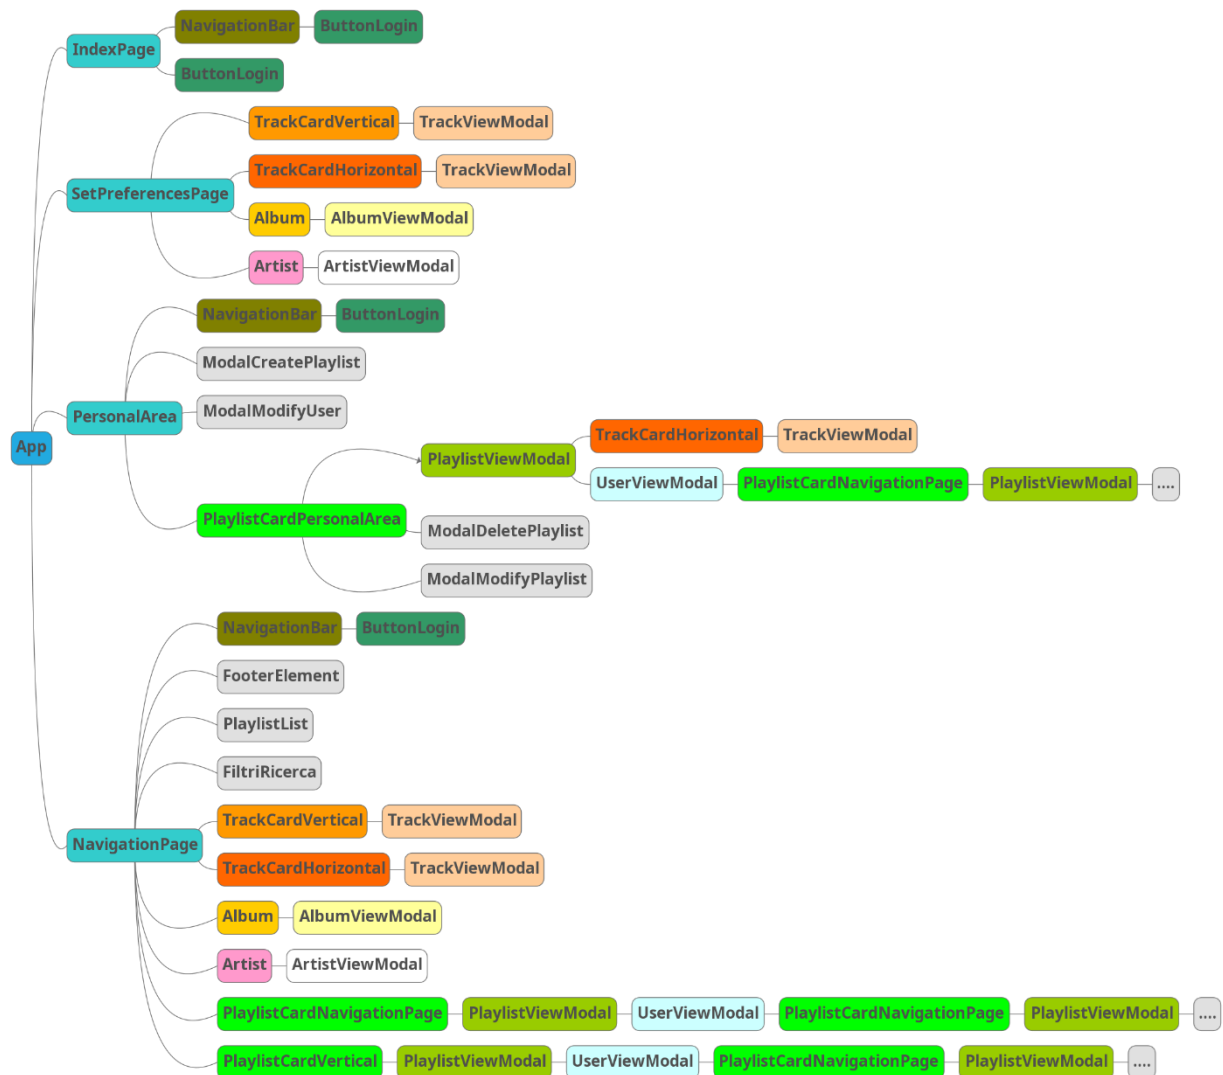 NavigationBar ButtonLogin
IndexPage
ButtonLogin
TrackCardVertical TrackViewModal
TrackCardHorizontal TrackViewModal
SetPreferencesPage
Album AlbumViewModal
Artist ArtistViewModal
NavigationBar ButtonLogin
ModalCreatePlaylist
PersonalArea
ModalModifyUser
App
TrackCardHorizontal TrackViewModal
PlaylistViewModal
UserViewModal PlaylistCardNavigationPage PlaylistViewModal ....
PlaylistCardPersonalArea
ModalDeletePlaylist
ModalModifyPlaylist
NavigationBar ButtonLogin
FooterElement
PlaylistList
FiltriRicerca
TrackCardVertical TrackViewModal
NavigationPage
TrackCardHorizontal TrackViewModal
Album AlbumViewModal
Artist ArtistViewModal
PlaylistCardNavigationPage PlaylistViewModal UserViewModal PlaylistCardNavigationPage PlaylistViewModal ....
PlaylistCardVertical PlaylistViewModal UserViewModal PlaylistCardNavigationPage PlaylistViewModal ....